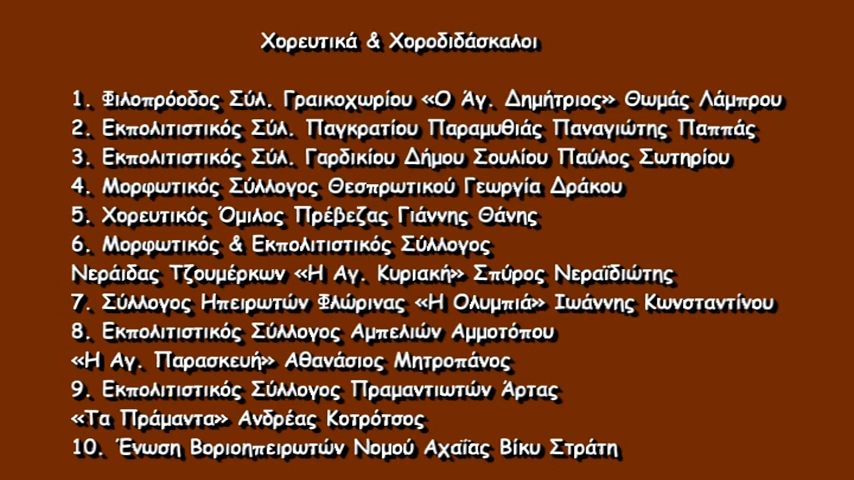 Χορευτικά & Χοροδιδάσκαλοι
1. Φιλοπρόοδος Σύλ. Γραικοχωρίου «Ο Άγ. Δημήτριος» Θωμάς Λάμπρου
2. Εκπολιτιστικός Σύλ. Παγκρατίου Παραμυθιάς Παναγιώτης Παππάς
3. Εκπολιτιστικός Σύλ. Γαρδικίου Δήμου Σουλίου Παύλος Σωτηρίου
4. Μορφωτικός Σύλλογος Θεσπρωτικού Γεωργία Δράκου
5. Χορευτικός Όμιλος Πρέβεζας Γιάννης Θάνης
6. Μορφωτικός & Εκπολιτιστικός Σύλλογος
Νεράιδας Τζουμέρκων «Η Αγ. Κυριακή» Σπύρος Νεραϊδιώτης
7. Σύλλογος Ηπειρωτών Φλώρινας «Η Ολυμπιά» Ιωάννης Κωνσταντίνου
8. Εκπολιτιστικός Σύλλογος Αμπελιών Αμμοτόπου
«Η Αγ. Παρασκευή» Αθανάσιος Μητροπάνος
9. Εκπολιτιστικός Σύλλογος Πραμαντιωτών Άρτας
«Τα Πράμαντα» Ανδρέας Κοτρότσος
10. Ένωση Βοριοηπειρωτών Νομού Αχαΐας Βίκυ Στράτη